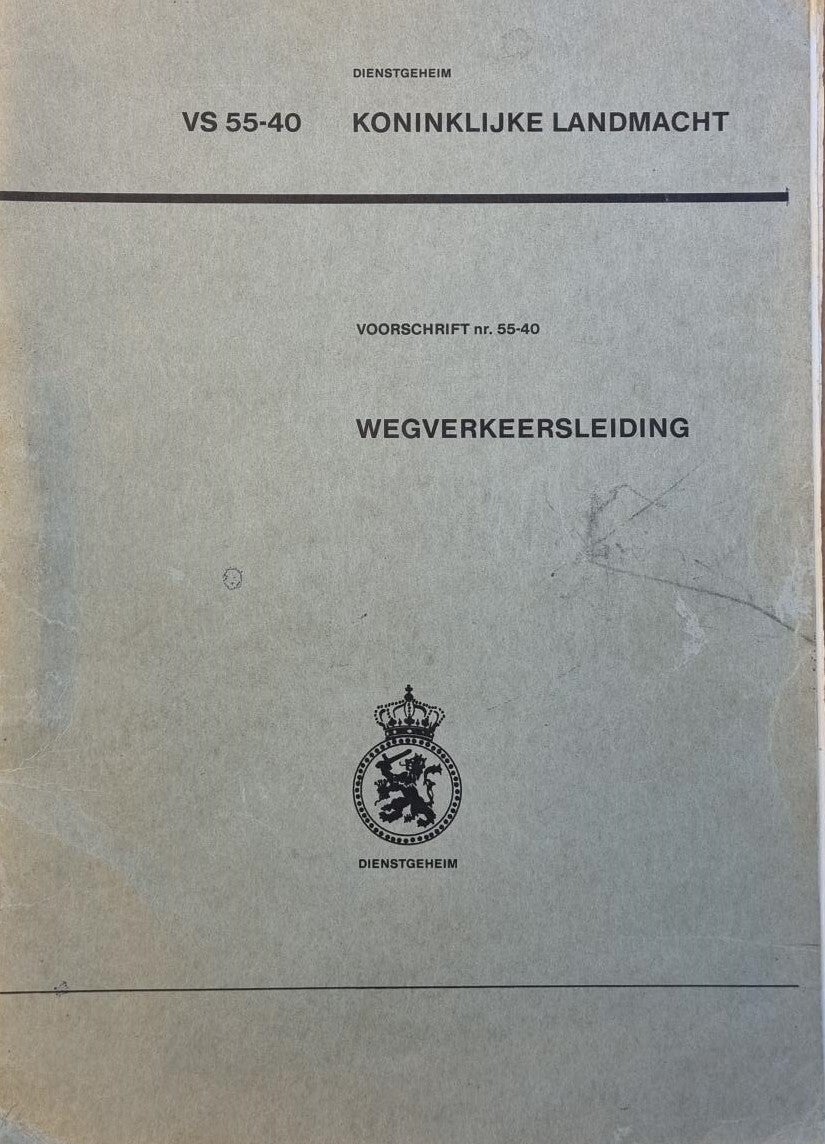 DIENSTGEHEIM
VS 55-40 KONINKLIJKE LANDMACHT
VOORSCHRIFT nr. 55-40
WEGVERKEERSLEIDING
DIENSTGEHEIM